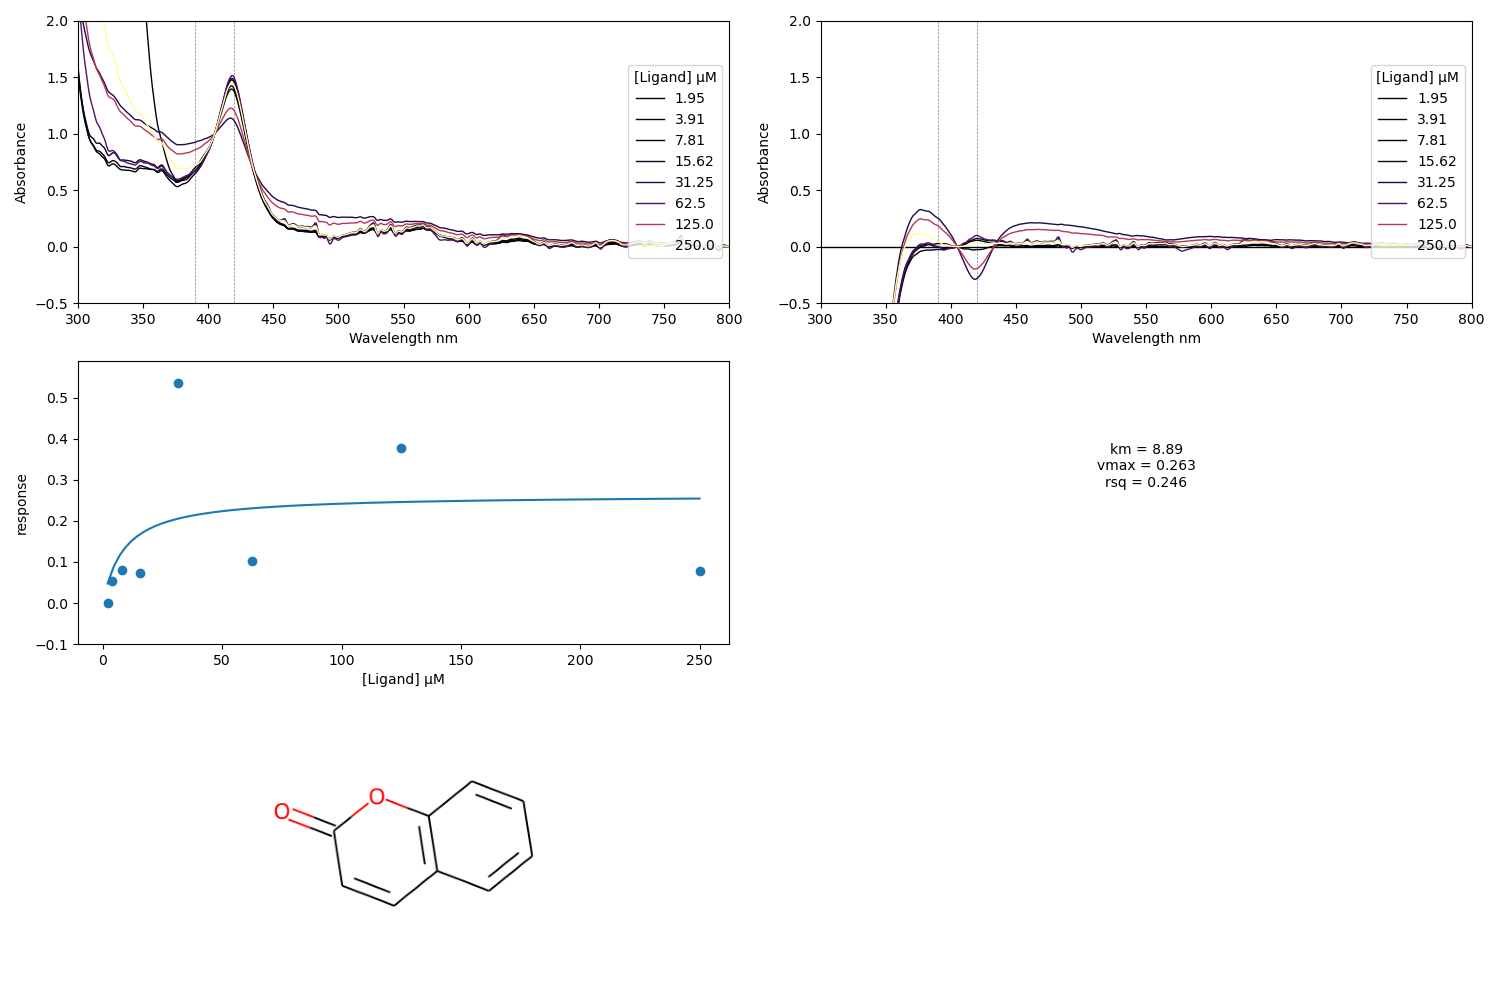 2.0
1.5
1.0
0.5
0.0
−0.5
Absorbance
300 350 400 450 500 550 600 650 700 750 800
Wavelength nm
[Ligand] μM
1.95
3.91
7.81
15.62
31.25
62.5
125.0
250.0
2.0
1.5
1.0
0.5
0.0
−0.5
Absorbance
300 350 400 450 500 550 600 650 700 750 800
Wavelength nm
[Ligand] μM
1.95
3.91
7.81
15.62
31.25
62.5
125.0
250.0
0.5
0.4
0.3
0.2
0.1
0.0
−0.1
response
0 50 100 150 200 250
[Ligand] μM
km = 8.89
vmax = 0.263
rsq = 0.246
O
O